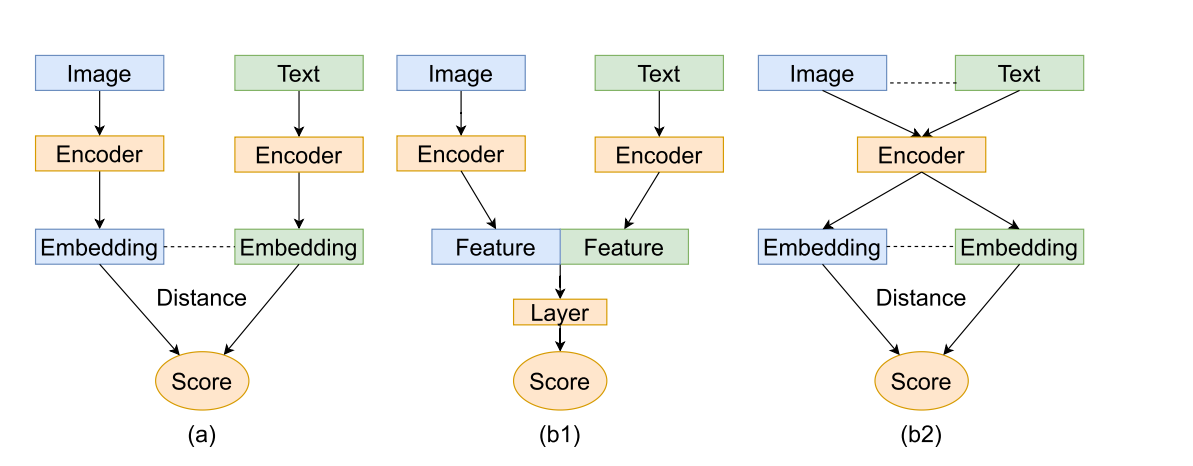 Image Text Image Text Image Text
Encoder Encoder Encoder Encoder Encoder
Embedding Embedding Feature Feature Embedding Embedding
Distance Distance
Layer
Score Score Score
(a) (b1) (b2)